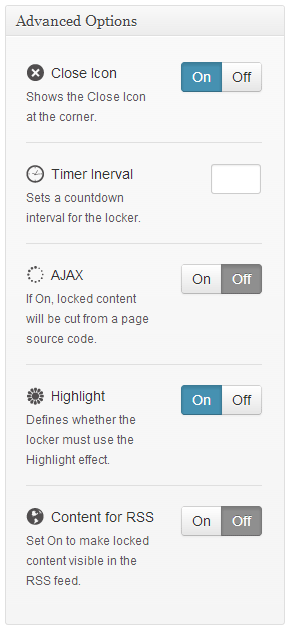 Advanced Options
Close Icon On Off
Shows the Close Icon
at the corner.
Timer Inerval
Sets a countdown
interval for the locker.
AJAX On Off
If On, locked content
will be cut from a page
source code.
Highlight On Off
Defines whether the
locker must use the
Highlight effect.
Content for RSS On Off
Set On to make locked
content visible in the
RSS feed.